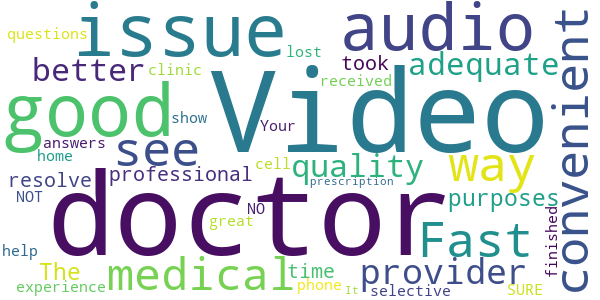 questions
issue
audio
convenient
lost
better
clinic
took
adequate
received
good
Video
show
Your
answers
home
see
quality
way
resolve
professional
cell
prescription
NOT
doctor
purposes
NO
great
Fast
finished
help
The
medical
time
provider
experience
phone
It
selective
SURE